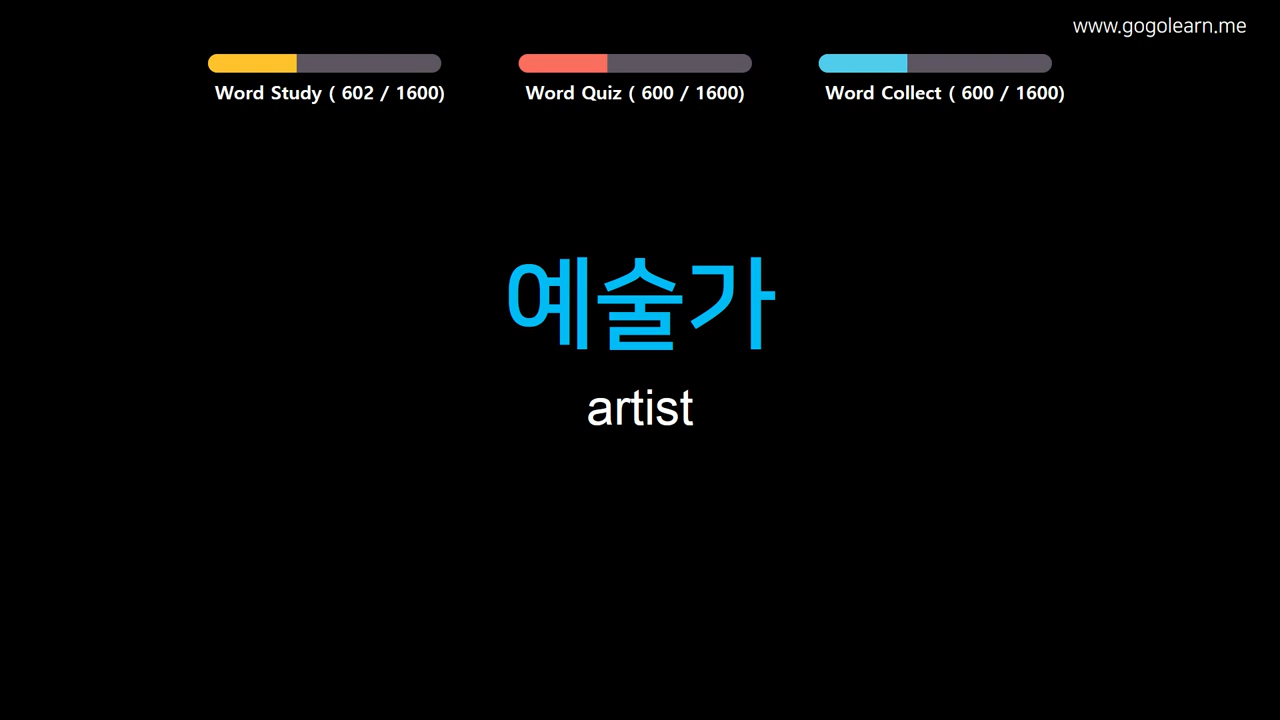 www.gogolearn.me
Word Study ( 602 / 1600)
Word Quiz ( 600 / 1600)
Word Collect ( 600 / 1600)
예술가
artist